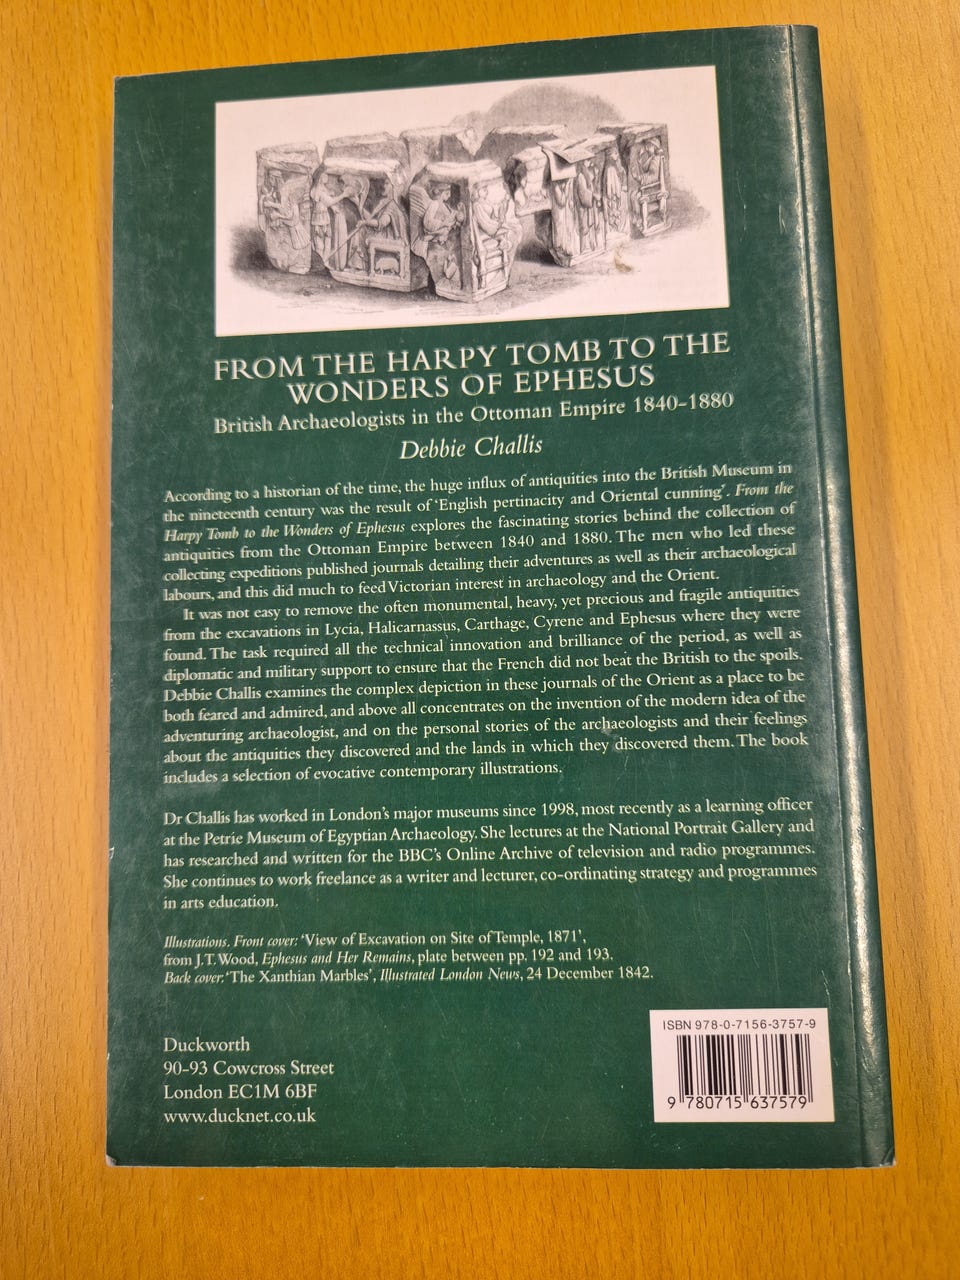 FROM THE HARPY TOMB TO THE
WONDERS OF EPHESUS
British Archaeologists in the Ottoman Empire 1840-1880
Debbie Challis
According to a historian of the time, the huge influx of antiquities into the British Museum in
the nineteenth century was the result of ‘English pertinacity and Oriental cunning’. From the
Harpy Tomb to the Wonders of Ephesus explores the fascinating stories behind the collection of
antiquities from the Ottoman Empire between 1840 and 1880. The men who led these
collecting expeditions published journals detailing their adventures as well as their archaeological
labours, and this did much to feed Victorian interest in archaeology and the Orient.
It was not easy to remove the often monumental, heavy, yet precious and fragile antiquities
from the excavations in Lycia, Halicarnassus, Carthage, Cyrene and Ephesus where they were
found. The task required all the technical innovation and brilliance of the period, as well as
diplomatic and military support to ensure that the French did not beat the British to the spoils.
Debbie Challis examines the complex depiction in these journals of the Orient as a place to be
both feared and admired, and above all concentrates on the invention of the modern idea of the
adventuring archaeologist, and on the personal stories of the archaeologists and their feelings
about the antiquities they discovered and the lands in which they discovered them. The book
includes a selection of evocative contemporary illustrations.
Dr Challis has worked in London’s major museums since 1998, most recently as a learning officer
at the Petrie Museum of Egyptian Archaeology. She lectures at the National Portrait Gallery and
has researched and written for the BBC’s Online Archive of television and radio programmes.
She continues to work freelance as a writer and lecturer, co-ordinating strategy and programmes
in arts education.
Illustrations. Front cover: ‘View of Excavation on Site of Temple, 1871’,
from J.T. Wood, Ephesus and Her Remains, plate between pp. 192 and 193.
Back cover: ‘The Xanthian Marbles’, Illustrated London News, 24 December 1842.
Duckworth
90-93 Cowcross Street
London EC1M 6BF
www.ducknet.co.uk
ISBN 978-0-7156-3757-9
9 780715 637579